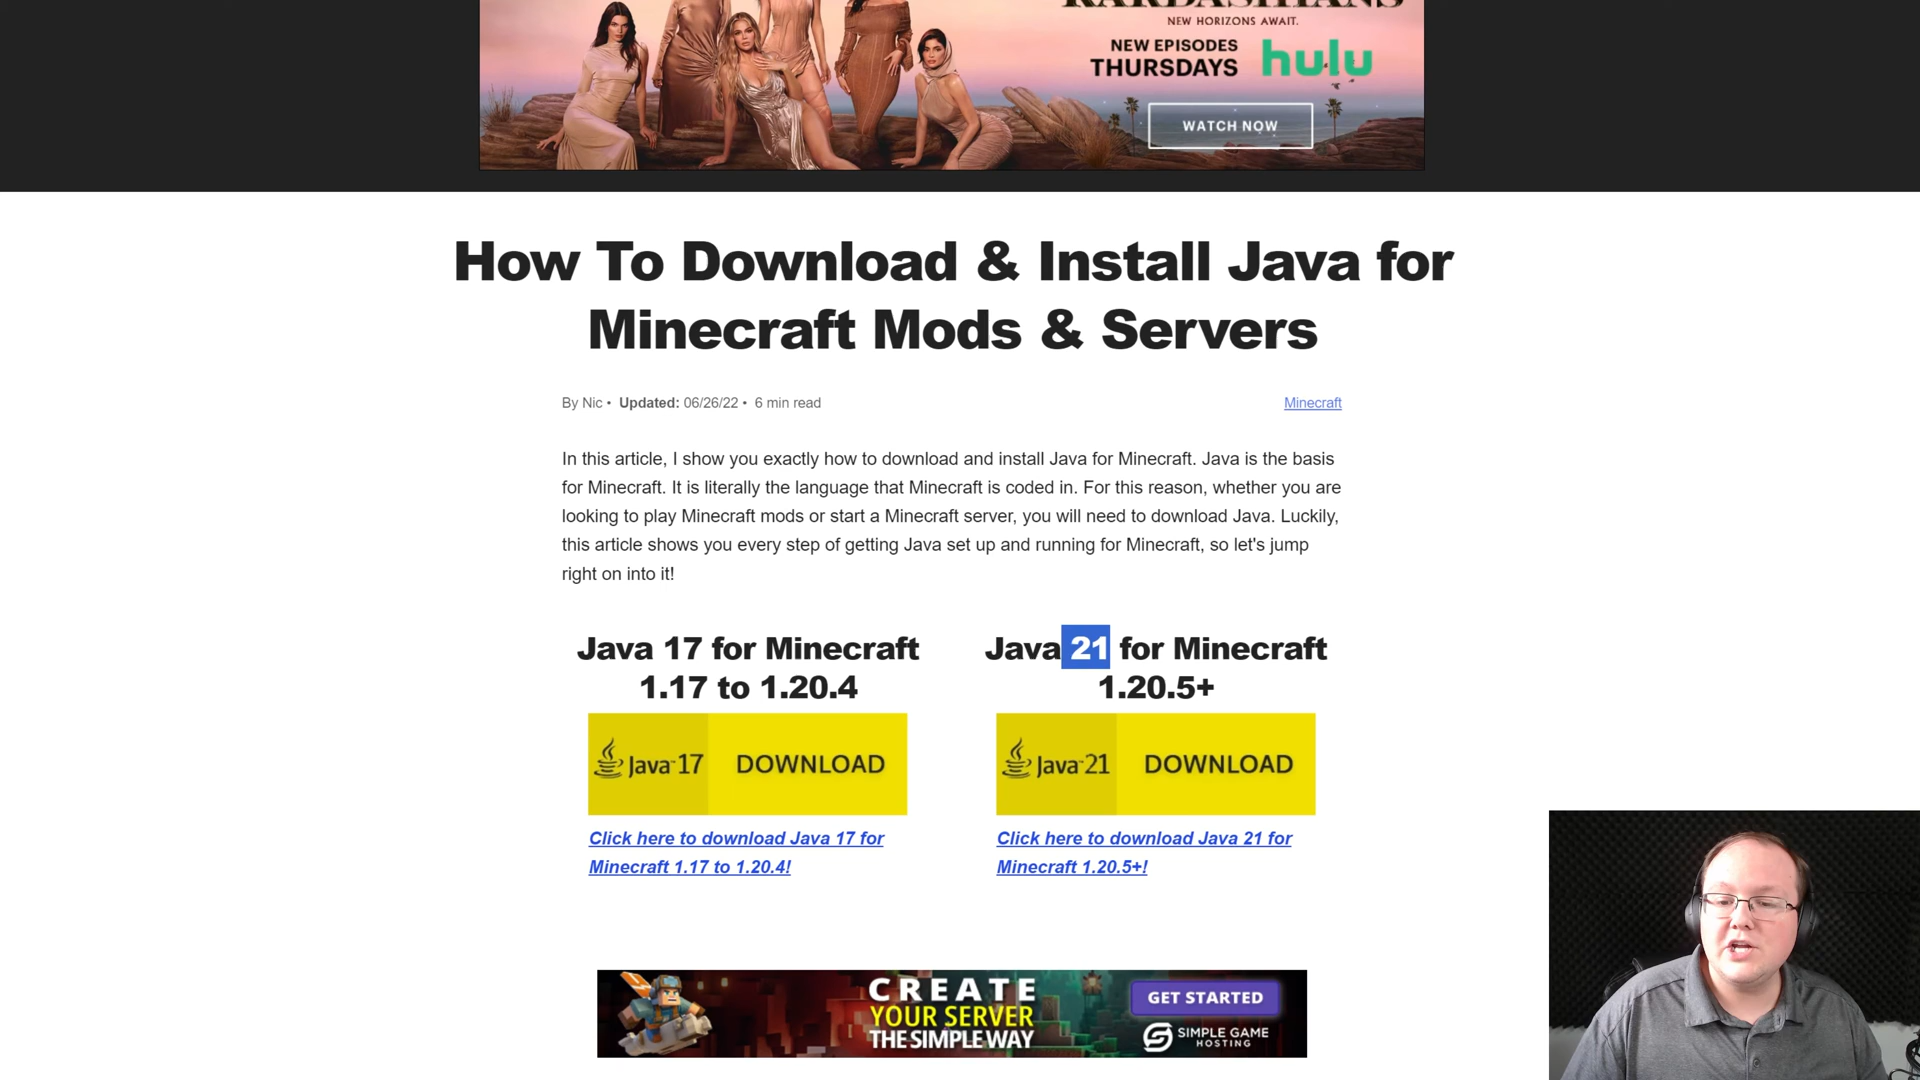 KARDASHIANS
NEW HORIZONS AWAIT.
NEW EPISODES
THURSDAYS
hulu
WATCH NOW
How To Download & Install Java for
Minecraft Mods & Servers
By Nic • Updated: 06/26/22 • 6 min read
Minecraft
In this article, I show you exactly how to download and install Java for Minecraft. Java is the basis
for Minecraft. It is literally the language that Minecraft is coded in. For this reason, whether you are
looking to play Minecraft mods or start a Minecraft server, you will need to download Java. Luckily,
this article shows you every step of getting Java set up and running for Minecraft, so let's jump
right on into it!
Java 17 for Minecraft
1.17 to 1.20.4
Java™17
DOWNLOAD
Click here to download Java 17 for
Minecraft 1.17 to 1.20.4!
Java 21 for Minecraft
1.20.5+
Java™21
DOWNLOAD
Click here to download Java 21 for
Minecraft 1.20.5+!
CREATE
YOUR SERVER
THE SIMPLE WAY
GET STARTED
SIMPLE GAME
HOSTING